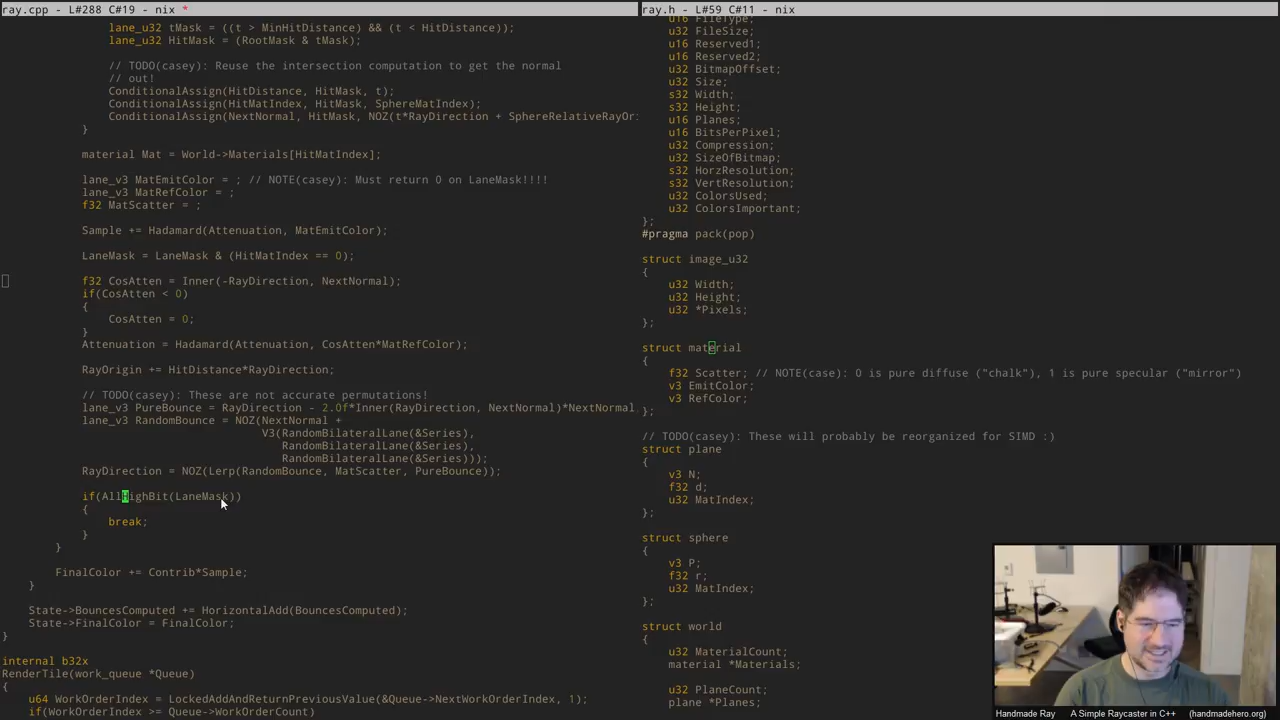 ray.cpp - L#288 C#19 - nix *
lane_u32 tMask = ((t > MinHitDistance) && (t < HitDistance));
lane_u32 HitMask = (RootMask & tMask);
// TODO(casey): Reuse the intersection computation to get the normal
// out!
ConditionalAssign(HitDistance, HitMask, t);
ConditionalAssign(HitMatIndex, HitMask, SphereMatIndex);
ConditionalAssign(NextNormal, HitMask, NOZ(t*RayDirection + SphereRelativeRayOri
}
material Mat = World->Materials[HitMatIndex];
lane_v3 MatEmitColor = ; // NOTE(casey): Must return 0 on LaneMask!!!!
lane_v3 MatRefColor = ;
f32 MatScatter = ;
Sample += Hadamard(Attenuation, MatEmitColor);
LaneMask = LaneMask & (HitMatIndex == 0);
f32 CosAtten = Inner(-RayDirection, NextNormal);
if(CosAtten < 0)
{
CosAtten = 0;
}
Attenuation = Hadamard(Attenuation, CosAtten*MatRefColor);
RayOrigin += HitDistance*RayDirection;
// TODO(casey): These are not accurate permutations!
lane_v3 PureBounce = RayDirection - 2.0f*Inner(RayDirection, NextNormal)*NextNormal
lane_v3 RandomBounce = NOZ(NextNormal +
V3(RandomBilateralLane(&Series),
RandomBilateralLane(&Series),
RandomBilateralLane(&Series)));
RayDirection = NOZ(Lerp(RandomBounce, MatScatter, PureBounce));
if(AllHighBit(LaneMask))
{
break;
}
}
FinalColor += Contrib*Sample;
}
State->BouncesComputed += HorizontalAdd(BouncesComputed);
State->FinalColor = FinalColor;
}
internal b32x
RenderTile(work_queue *Queue)
{
u64 WorkOrderIndex = LockedAddAndReturnPreviousValue(&Queue->NextWorkOrderIndex, 1);
if(WorkOrderIndex >= Queue->WorkOrderCount)
ray.h - L#59 C#11 - nix
u16 FileType;
u32 FileSize;
u16 Reserved1;
u16 Reserved2;
u32 BitmapOffset;
u32 Size;
s32 Width;
s32 Height;
u16 Planes;
u16 BitsPerPixel;
u32 Compression;
u32 SizeOfBitmap;
s32 HorzResolution;
s32 VertResolution;
u32 ColorsUsed;
u32 ColorsImportant;
};
#pragma pack(pop)
struct image_u32
{
u32 Width;
u32 Height;
u32 *Pixels;
};
struct material
{
f32 Scatter; // NOTE(case): 0 is pure diffuse ("chalk"), 1 is pure specular ("mirror")
v3 EmitColor;
v3 RefColor;
};
// TODO(casey): These will probably be reorganized for SIMD :)
struct plane
{
v3 N;
f32 d;
u32 MatIndex;
};
struct sphere
{
v3 P;
f32 r;
u32 MatIndex;
};
struct world
{
u32 MaterialCount;
material *Materials;
u32 PlaneCount;
plane *Planes;
Handmade Ray A Simple Raycaster in C++ (handmadehero.org)